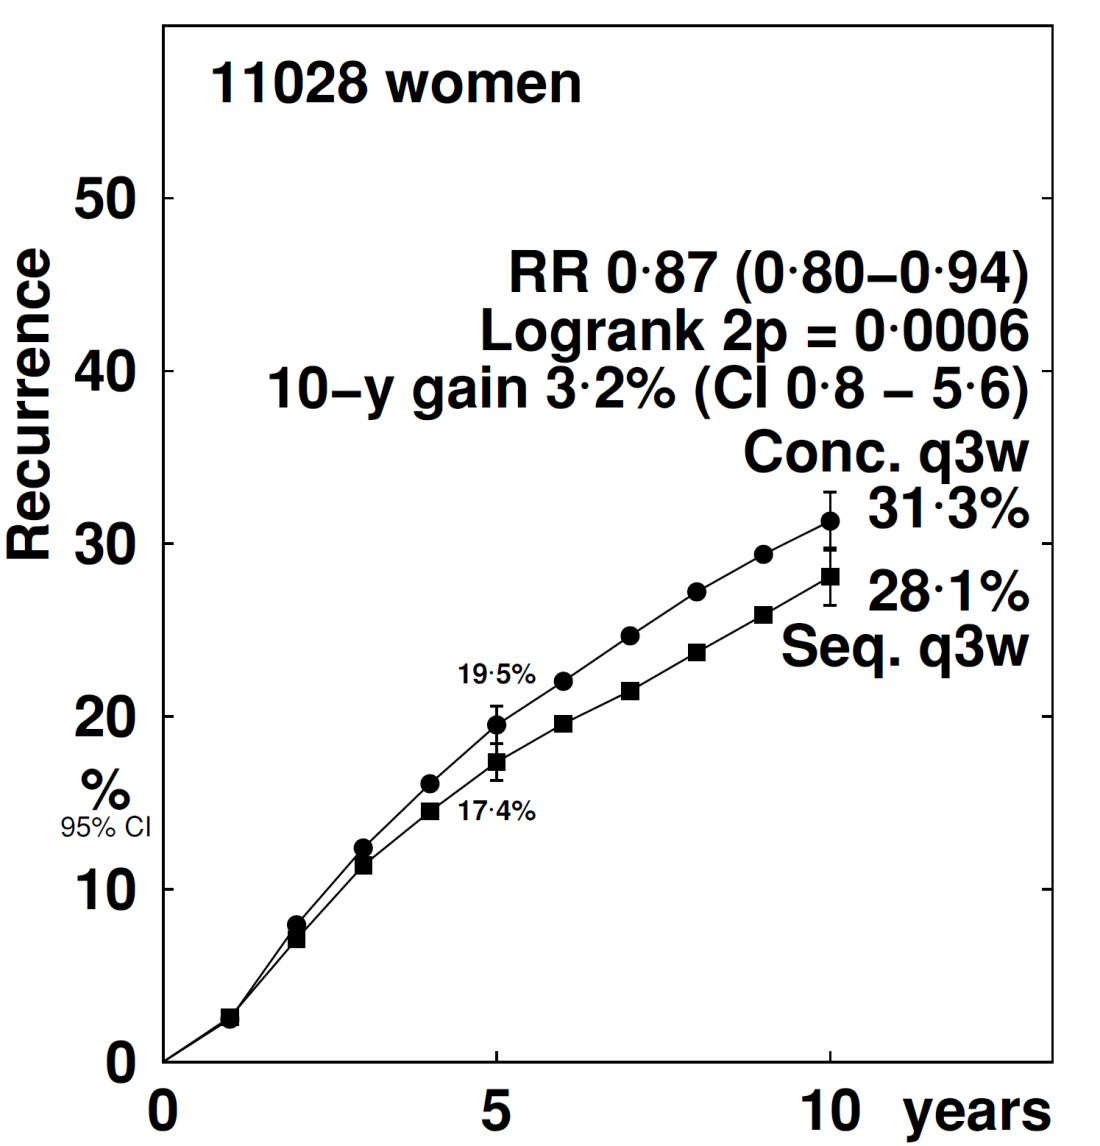 11028 women
50
Recurrence
RR 0·87 (0·80–0·94)
Logrank 2p = 0·0006
40
10–y gain 3·2% (CI 0·8 – 5·6)
Conc. q3w
31·3%
30
28·1%
Seq. q3w
19·5%
20
%
95% CI
17·4%
10
0
0 5 10 years